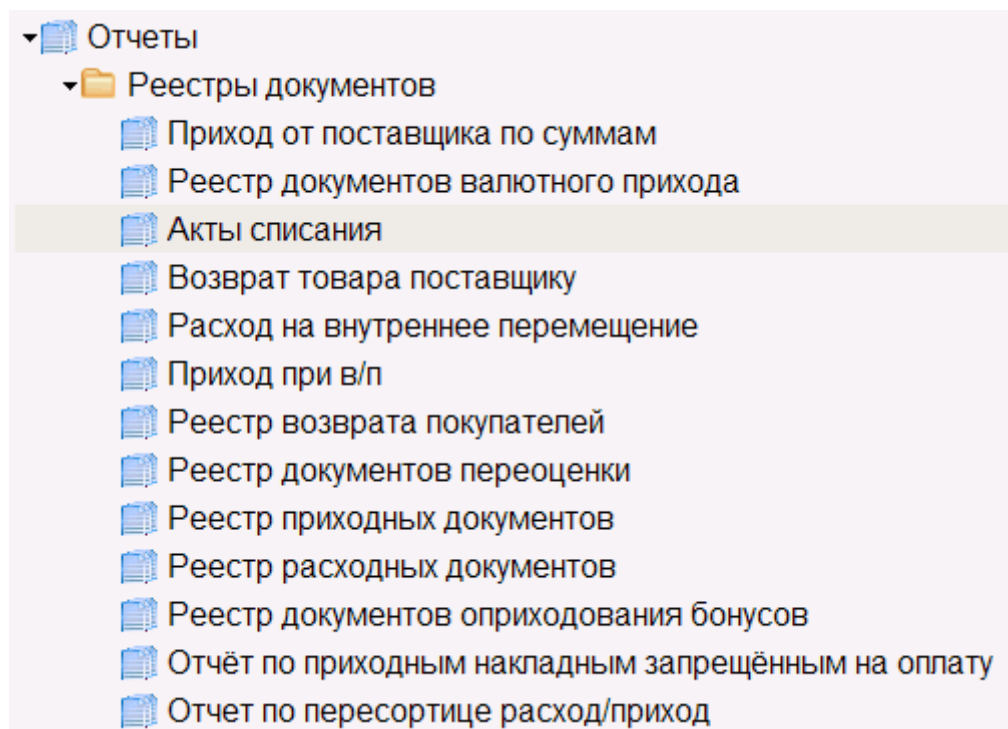 Отчеты
Реестры документов
Приход от поставщика по суммам
Реестр документов валютного прихода
Акты списания
Возврат товара поставщику
Расход на внутреннее перемещение
Приход при в/п
Реестр возврата покупателей
Реестр документов переоценки
Реестр приходных документов
Реестр расходных документов
Реестр документов оприходования бонусов
Отчёт по приходным накладным запрещённым на оплату
Отчет по пересортице расход/приход